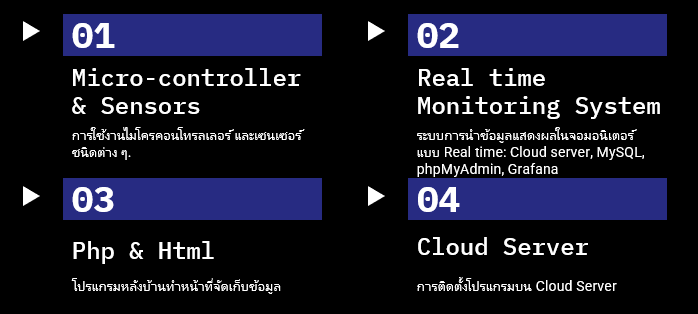 01
Micro-controller
& Sensors
การใช้งานไมโครคอนโทรลเลอร์ และเซนเซอร์
ชนิดต่าง ๆ.
02
Real time
Monitoring System
ระบบการนำข้อมูลแสดงผลในจอมอนิเตอร์
แบบ Real time: Cloud server, MySQL,
phpMyAdmin, Grafana
03
Php & Html
โปรแกรมหลังบ้านทำหน้าที่จัดเก็บข้อมูล
04
Cloud Server
การติดตั้งโปรแกรมบน Cloud Server